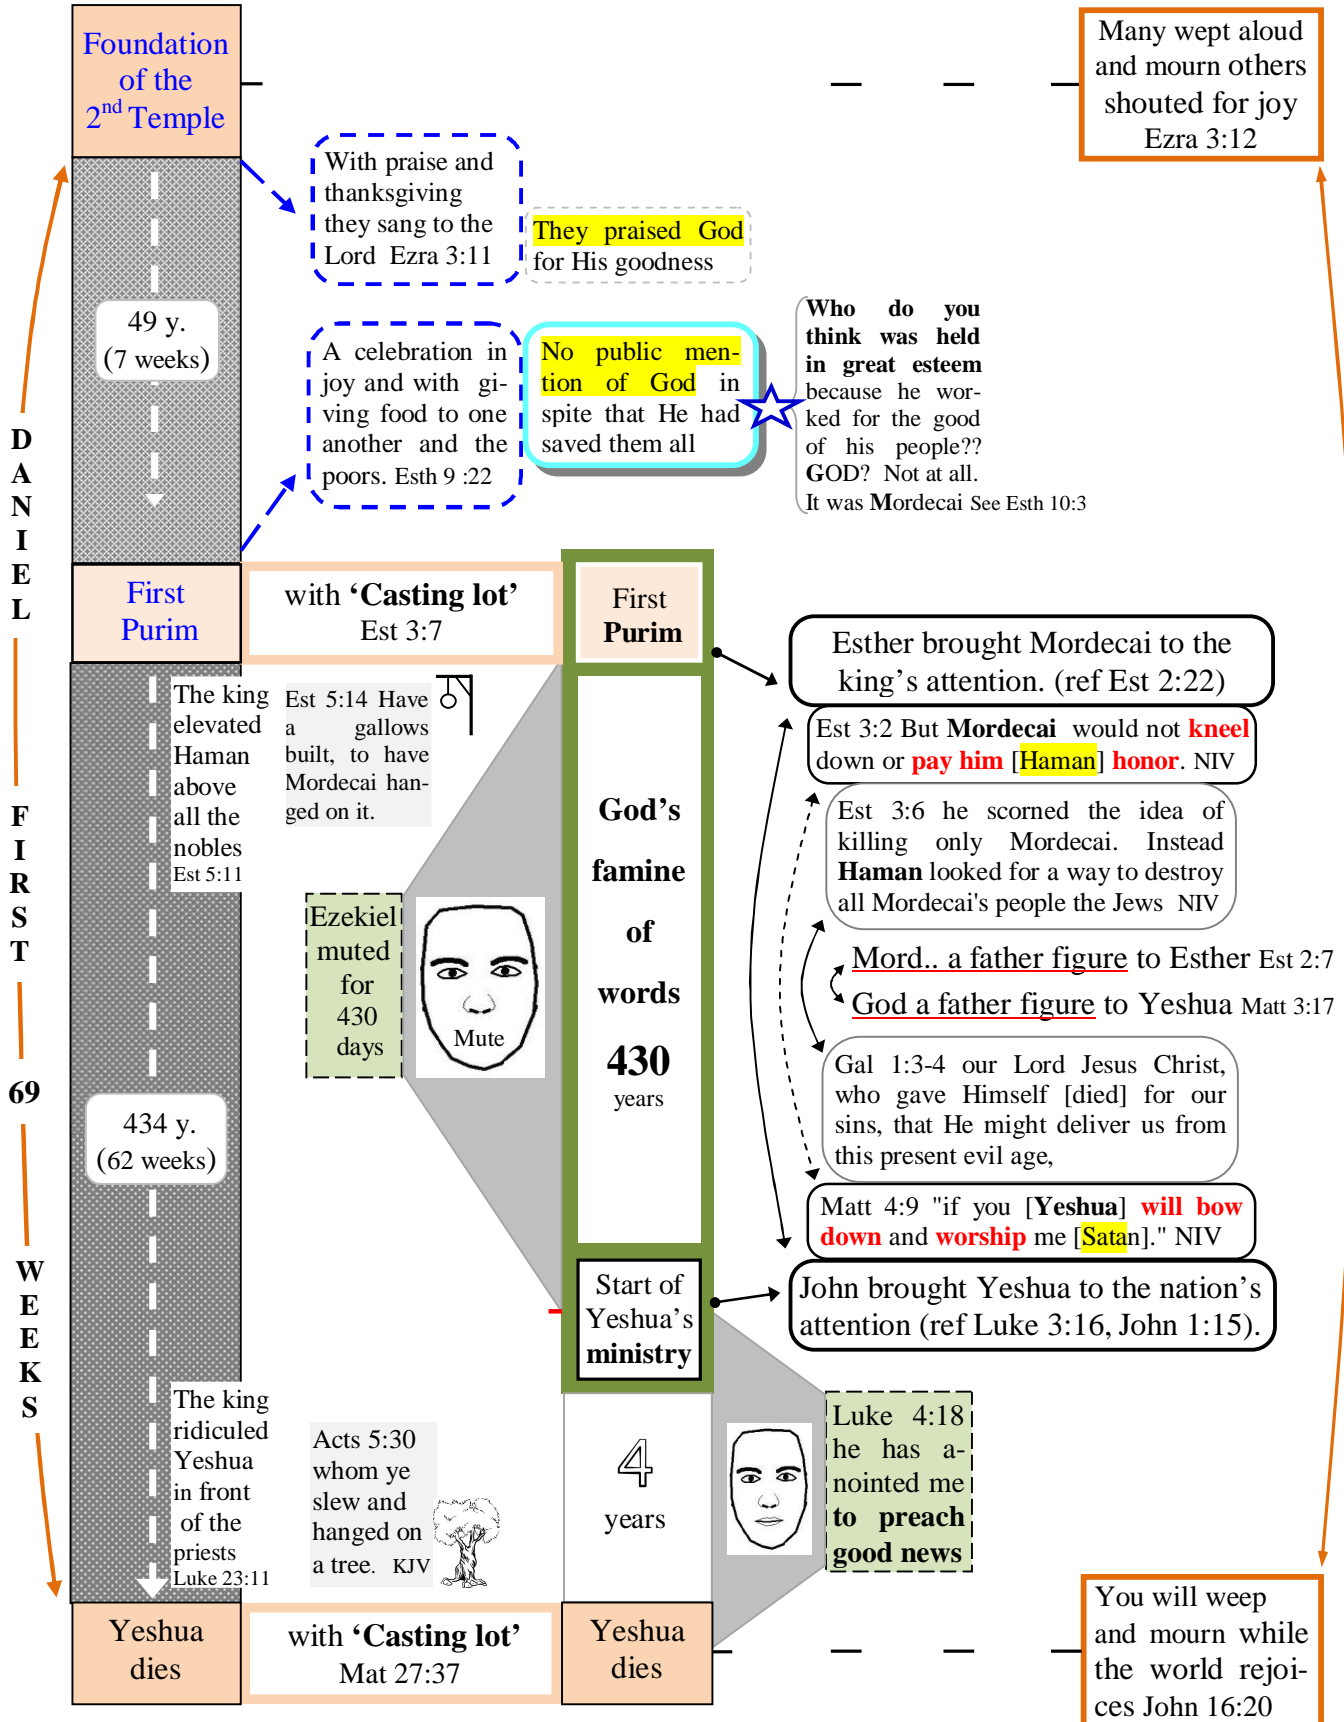 Foundation
of the
2nd Temple
Many wept aloud
and mourn others
shouted for joy
Ezra 3:12
With praise and
thanksgiving
they sang to the
Lord Ezra 3:11
They praised God
for His goodness
49 y.
(7 weeks)
A celebration in
joy and with gi-
ving food to one
another and the
poors. Esth 9 :22
No public men-
tion of God in
spite that He had
saved them all
Who do you
think was held
in great esteem
because he wor-
ked for the good
of his people??
GOD? Not at all.
It was Mordecai See Esth 10:3
DANIEL FIRST 69 WEEKS
First
Purim
with ‘Casting lot’
Est 3:7
First
Purim
Esther brought Mordecai to the
king’s attention. (ref Est 2:22)
The king
elevated
Haman
above
all the
nobles
Est 5:11
Est 5:14 Have
a gallows
built, to have
Mordecai han-
ged on it.
Est 3:2 But Mordecai would not kneel
down or pay him [Haman] honor. NIV
Est 3:6 he scorned the idea of
killing only Mordecai. Instead
Haman looked for a way to destroy
all Mordecai's people the Jews NIV
God’s
famine
of
words
430
years
Ezekiel
muted
for
430
days
Mute
Mord.. a father figure to Esther Est 2:7
God a father figure to Yeshua Matt 3:17
Gal 1:3-4 our Lord Jesus Christ,
who gave Himself [died] for our
sins, that He might deliver us from
this present evil age,
434 y.
(62 weeks)
Matt 4:9 "if you [Yeshua] will bow
down and worship me [Satan]." NIV
Start of
Yeshua’s
ministry
John brought Yeshua to the nation’s
attention (ref Luke 3:16, John 1:15).
The king
ridiculed
Yeshua
in front
of the
priests
Luke 23:11
Acts 5:30
whom ye
slew and
hanged on
a tree. KJV
4
years
Luke 4:18
he has a-
nointed me
to preach
good news
Yeshua
dies
with ‘Casting lot’
Mat 27:37
Yeshua
dies
You will weep
and mourn while
the world rejoi-
ces John 16:20